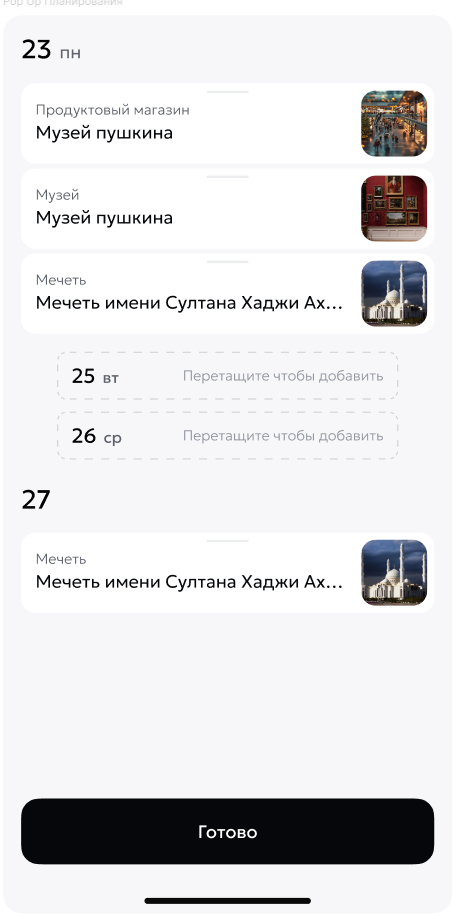 Pop Up Планирования
23 пн
Продуктовый магазин
Музей пушкина
Музей
Музей пушкина
Мечеть
Мечеть имени Султана Хаджи Ах...
25 вт Перетащите чтобы добавить
26 ср Перетащите чтобы добавить
27
Мечеть
Мечеть имени Султана Хаджи Ах...
Готово